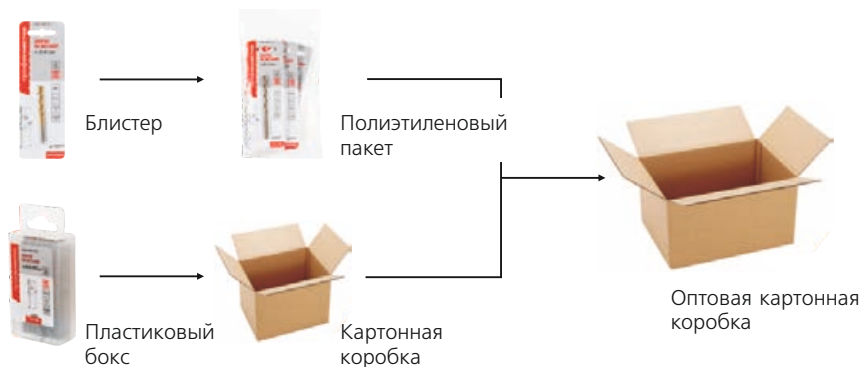 Блистер
Полиэтиленовый
пакет
Пластиковый
бокс
Картонная
коробка
Оптовая картонная
коробка